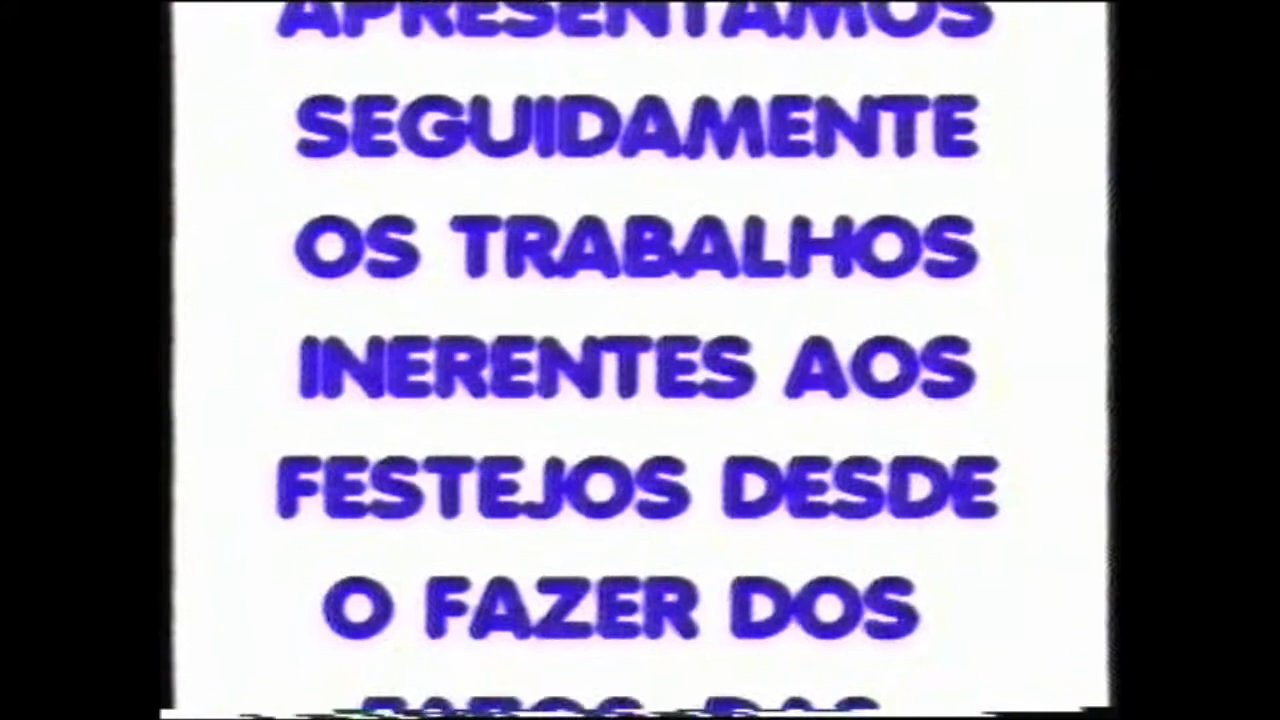 APRESENTAMOS
SEGUIDAMENTE
OS TRABALHOS
INERENTES AOS
FESTEJOS DESDE
O FAZER DOS